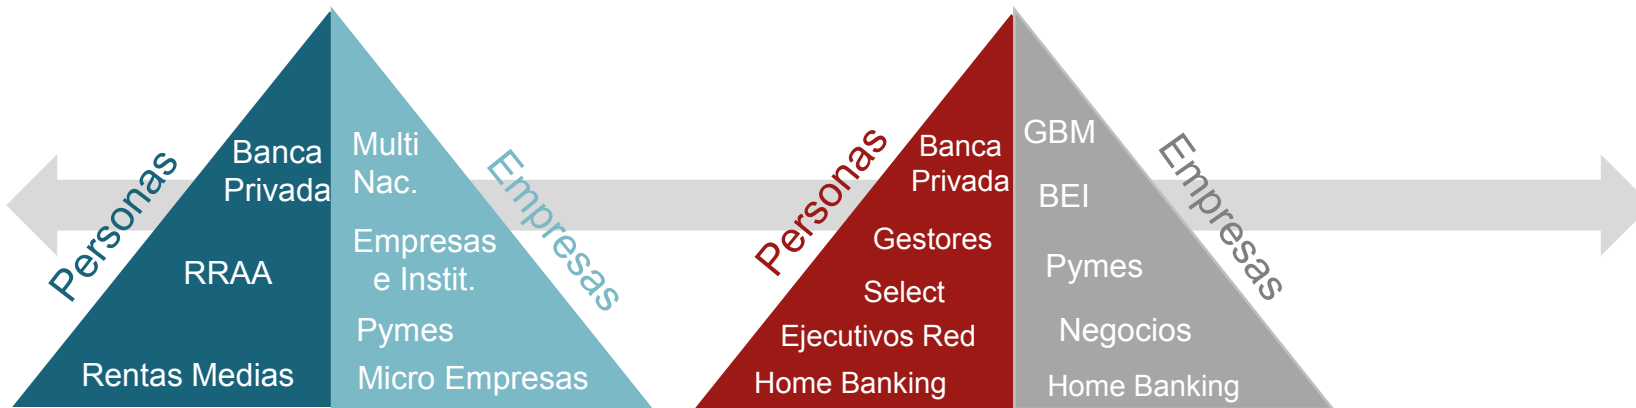 Personas
Banca
Privada
RRAA
Rentas Medias
Multi
Nac.
Empresas
e Instit.
Pymes
Micro Empresas
Empresas
Personas
Banca
Privada
Gestores
Select
Ejecutivos Red
Home Banking
GBM
BEI
Pymes
Negocios
Home Banking
Empresas